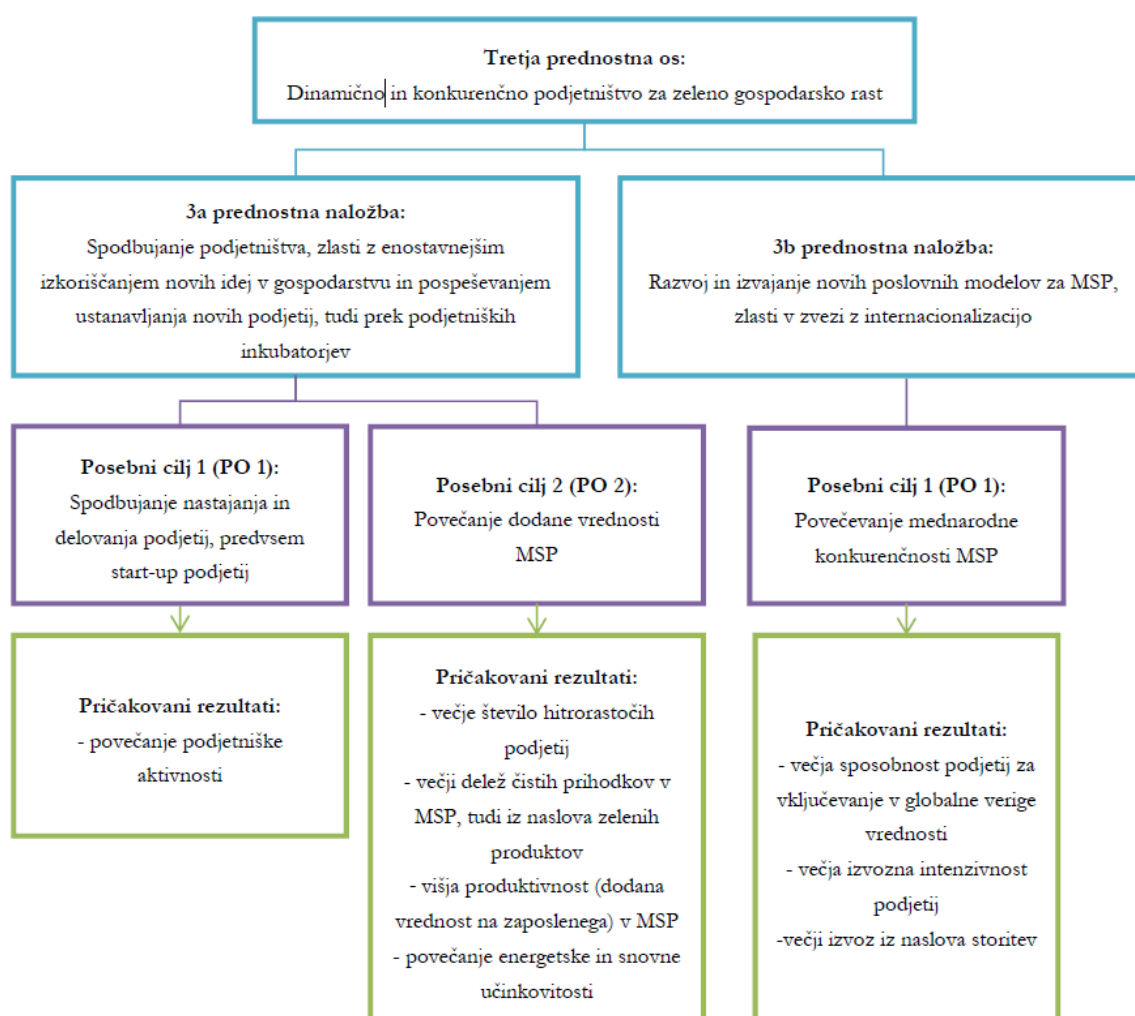 Tretja prednostna os:
Dinamično in konkurenčno podjetništvo za zeleno gospodarsko rast
3a prednostna naložba:
Spodbujanje podjetništva, zlasti z enostavnejšim
izkoriščanjem novih idej v gospodarstvu in pospeševanjem
ustanavljanja novih podjetij, tudi prek podjetniških
inkubatorjev
3b prednostna naložba:
Razvoj in izvajanje novih poslovnih modelov za MSP,
zlasti v zvezi z internacionalizacijo
Posebni cilj 1 (PO 1):
Spodbujanje nastajanja in
delovanja podjetij, predvsem
start-up podjetij
Posebni cilj 2 (PO 2):
Povečanje dodane vrednosti
MSP
Posebni cilj 1 (PO 1):
Povečevanje mednarodne
konkurenčnosti MSP
Pričakovani rezultati:
- povečanje podjetniške
aktivnosti
Pričakovani rezultati:
- večje število hitrorastočih
podjetij
- večji delež čistih prihodkov v
MSP, tudi iz naslova zelenih
produktov
- višja produktivnost (dodana
vrednost na zaposlenega) v MSP
- povečanje energetske in snovne
učinkovitosti
Pričakovani rezultati:
- večja sposobnost podjetij za
vključevanje v globalne verige
vrednosti
- večja izvozna intenzivnost
podjetij
-večji izvoz iz naslova storitev